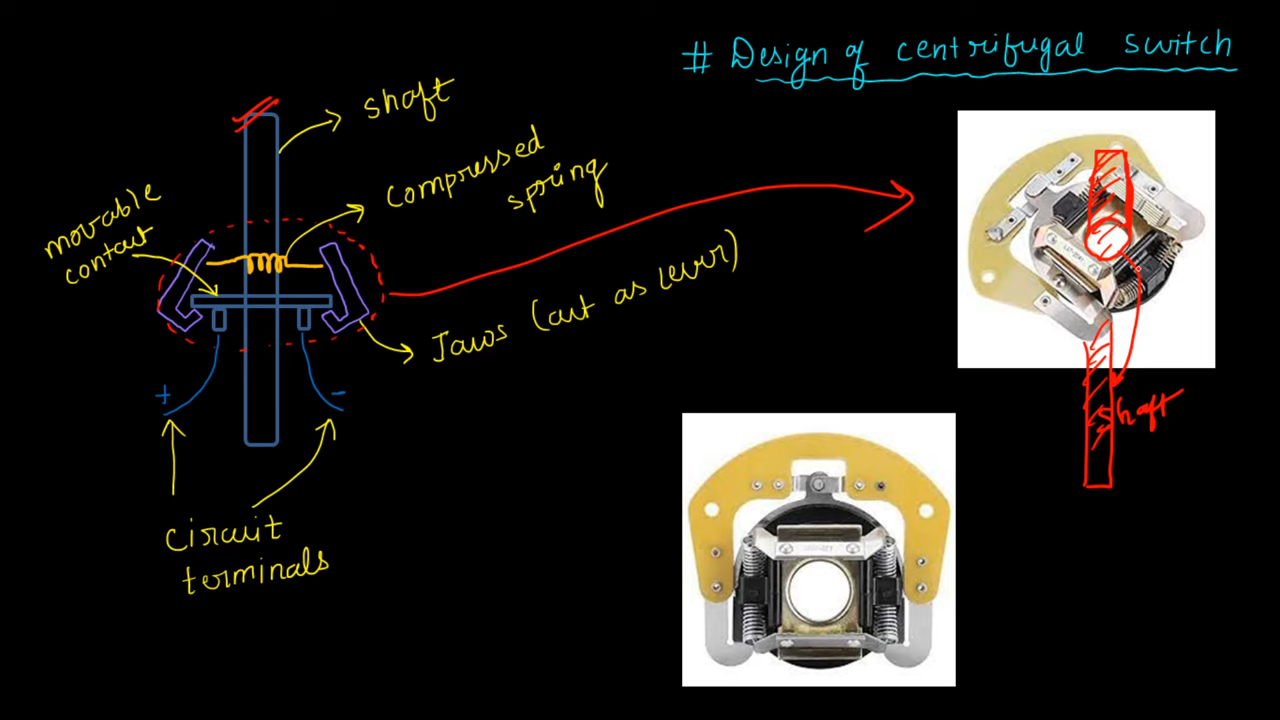 # Design of centrifugal switch
shaft
compressed
spring
movable
contact
Jaws (act as lever)
+
-
circuit
terminals
shaft